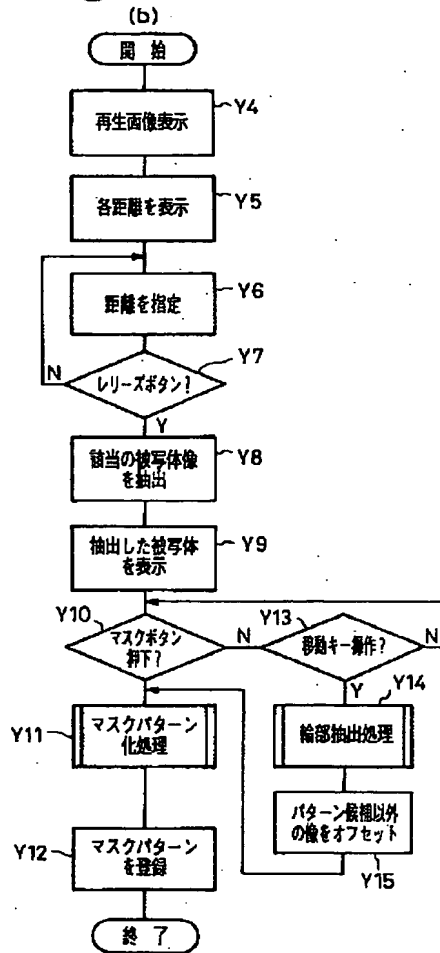 (b)
開始
再生画像表示
Y4
各距離を表示
Y5
距離を指定
Y6
レリーズボタン?
Y7
N
Y
該当の被写体像
を抽出
Y8
抽出した被写体
を表示
Y9
Y10
マスクボタン
押下?
N
Y13
移動キー操作?
N
Y
Y11
マスクパターン
化処理
Y14
輪部抽出処理
Y12
マスクパターン
を登録
パターン候補以外
の像をオフセット
Y15
終了